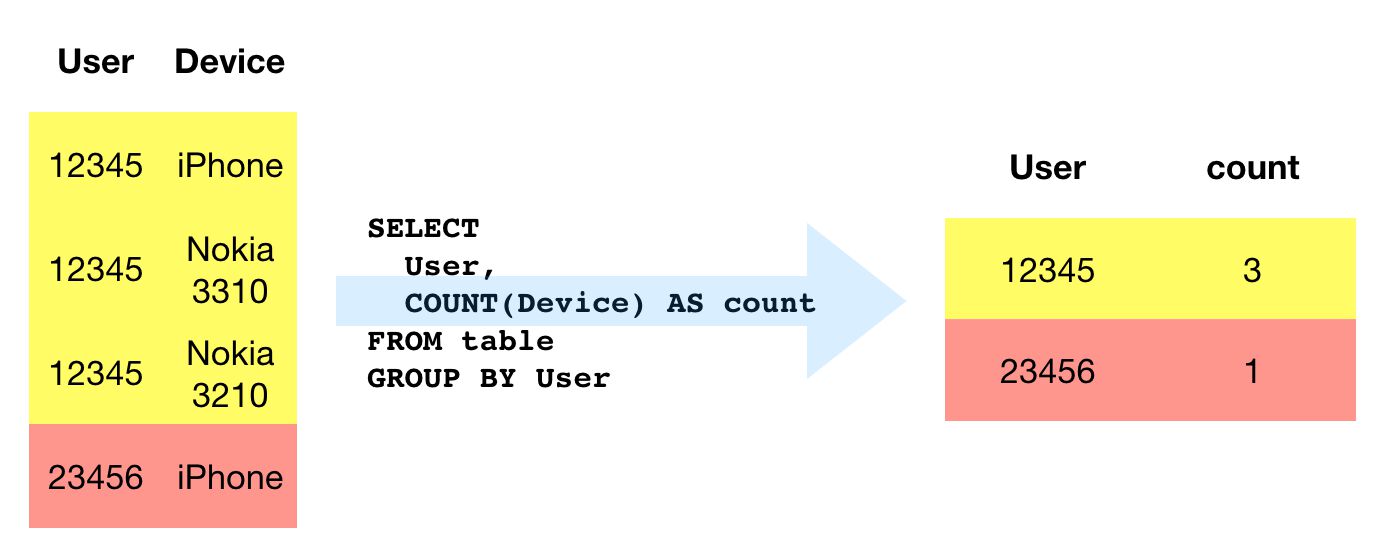 User Device
12345 iPhone
12345 Nokia
3310
12345 Nokia
3210
23456 iPhone
SELECT
  User,
  COUNT(Device) AS count
FROM table
GROUP BY User
User count
12345 3
23456 1